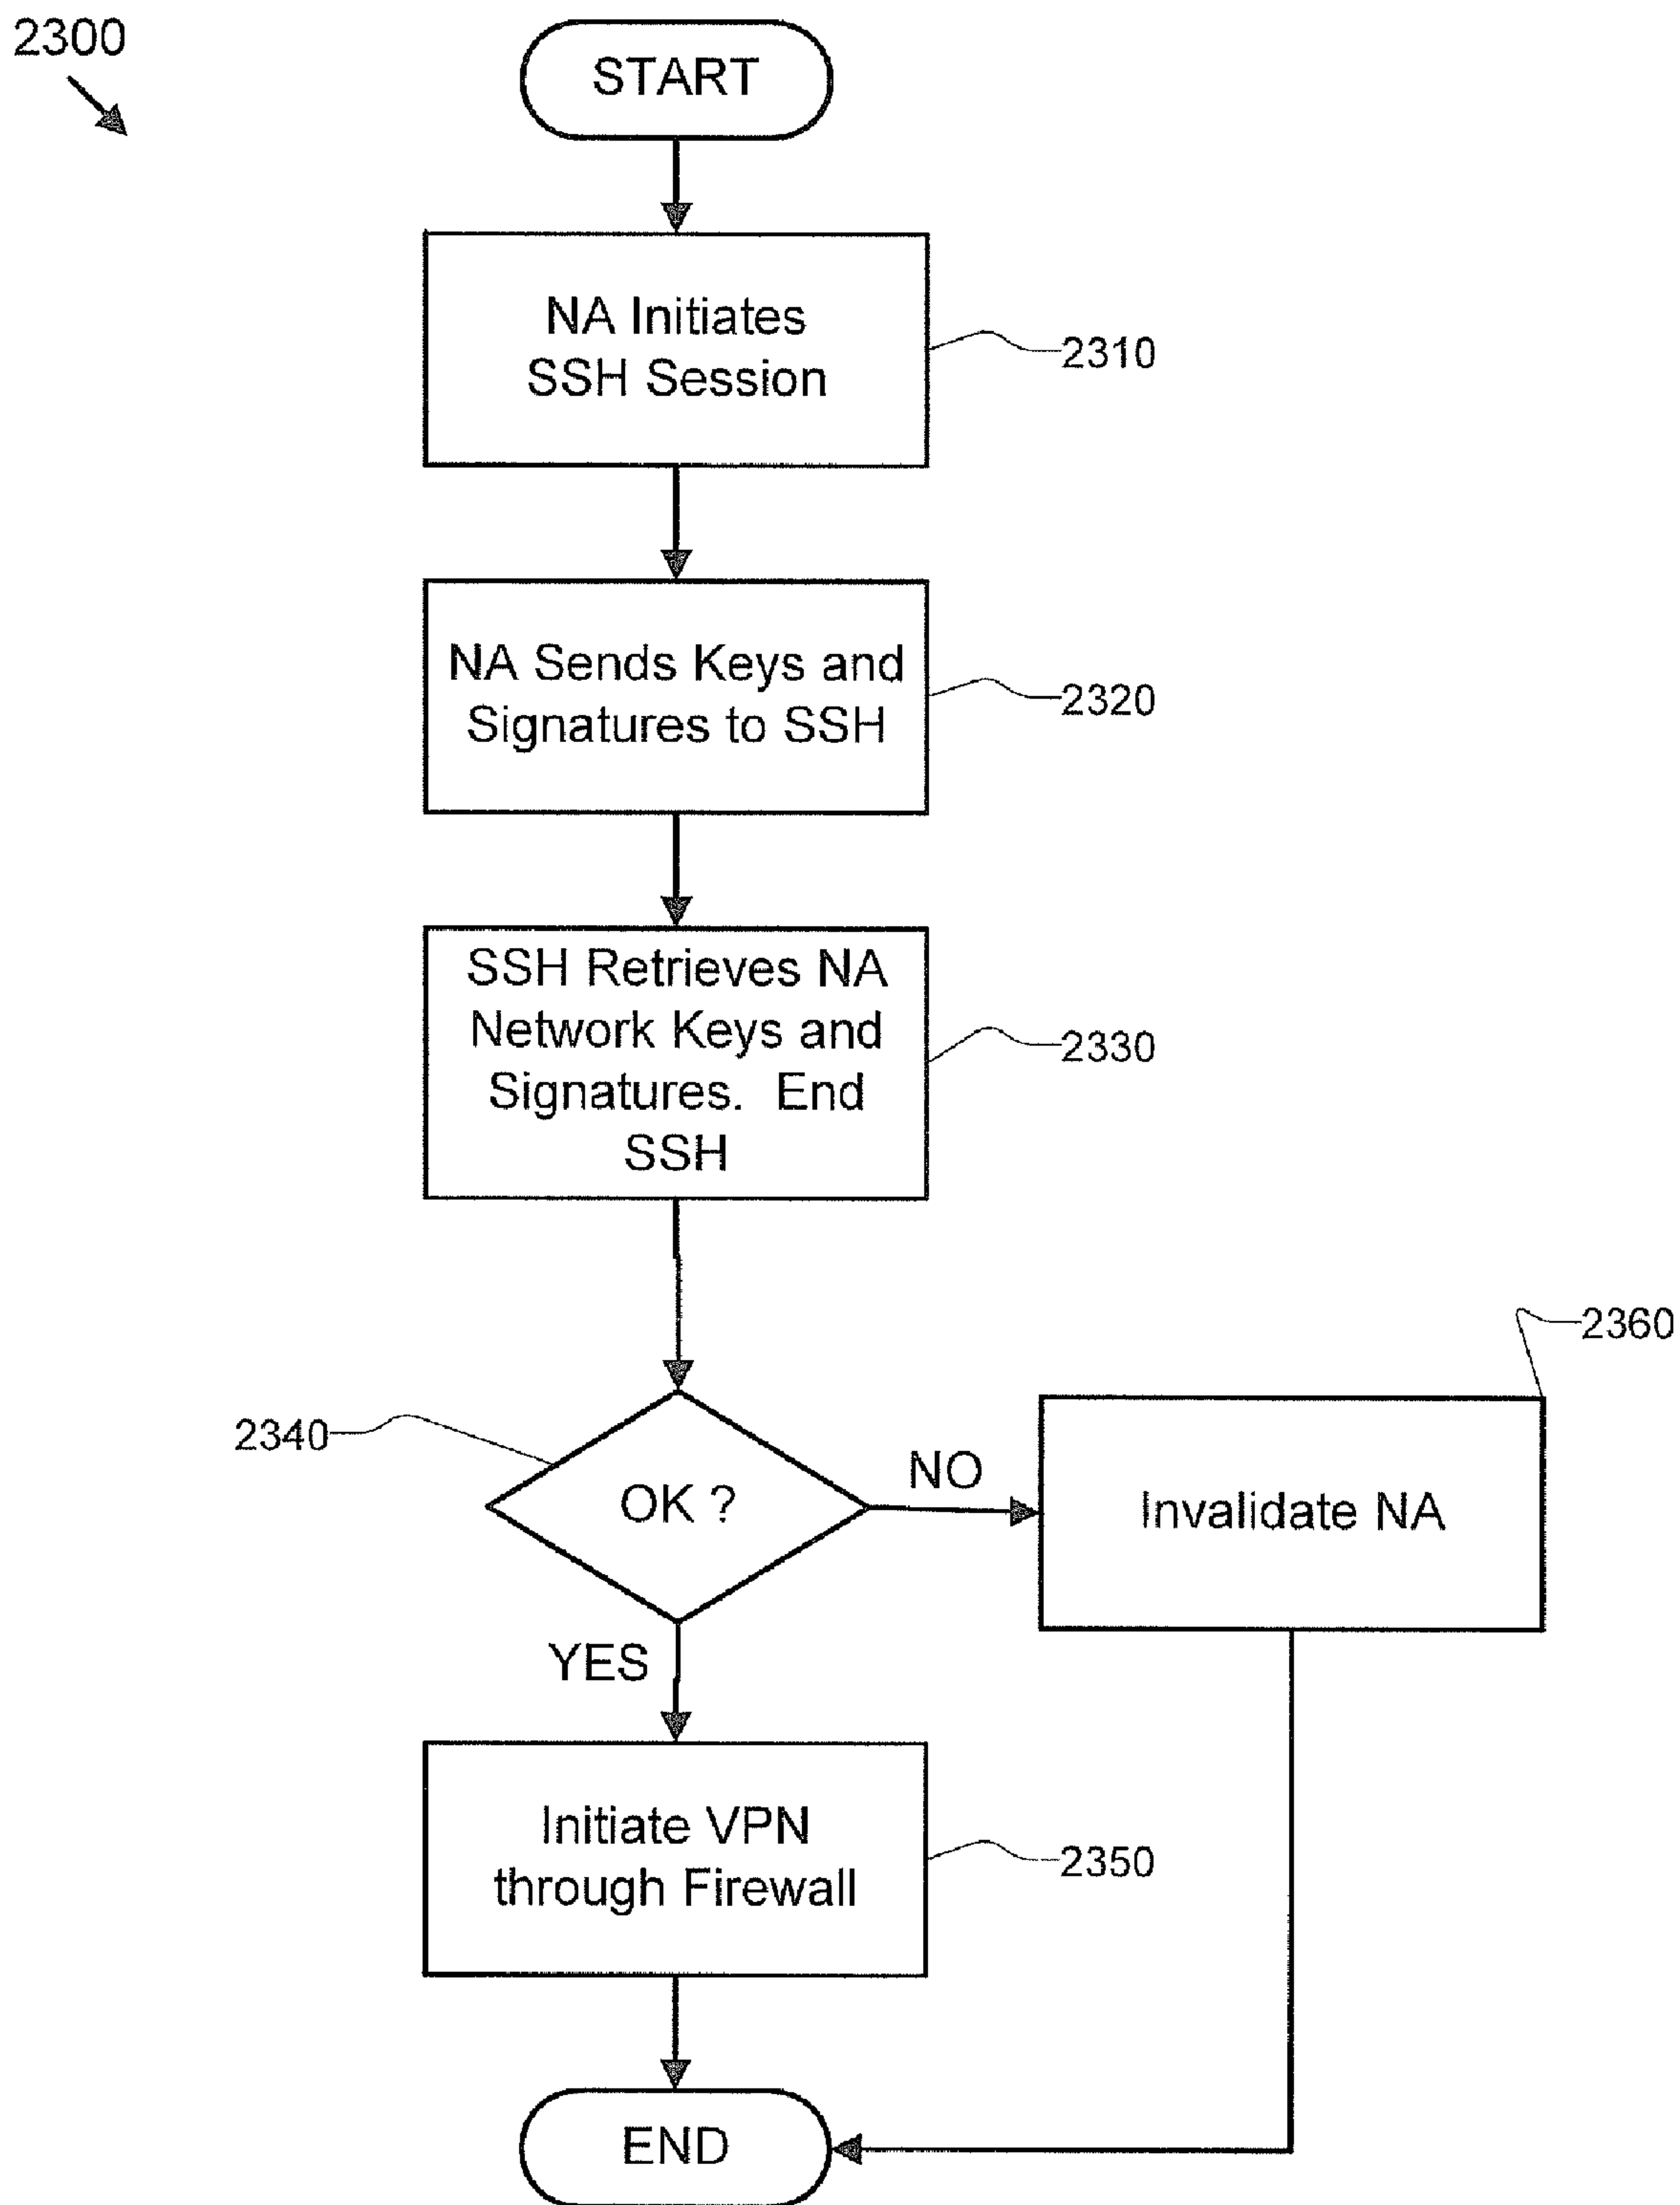 2300
START
NA Initiates
SSH Session
2310
NA Sends Keys and
Signatures to SSH
2320
SSH Retrieves NA
Network Keys and
Signatures.  End
SSH
2330
2340
OK ?
NO
2360
Invalidate NA
YES
Initiate VPN
through Firewall
2350
END